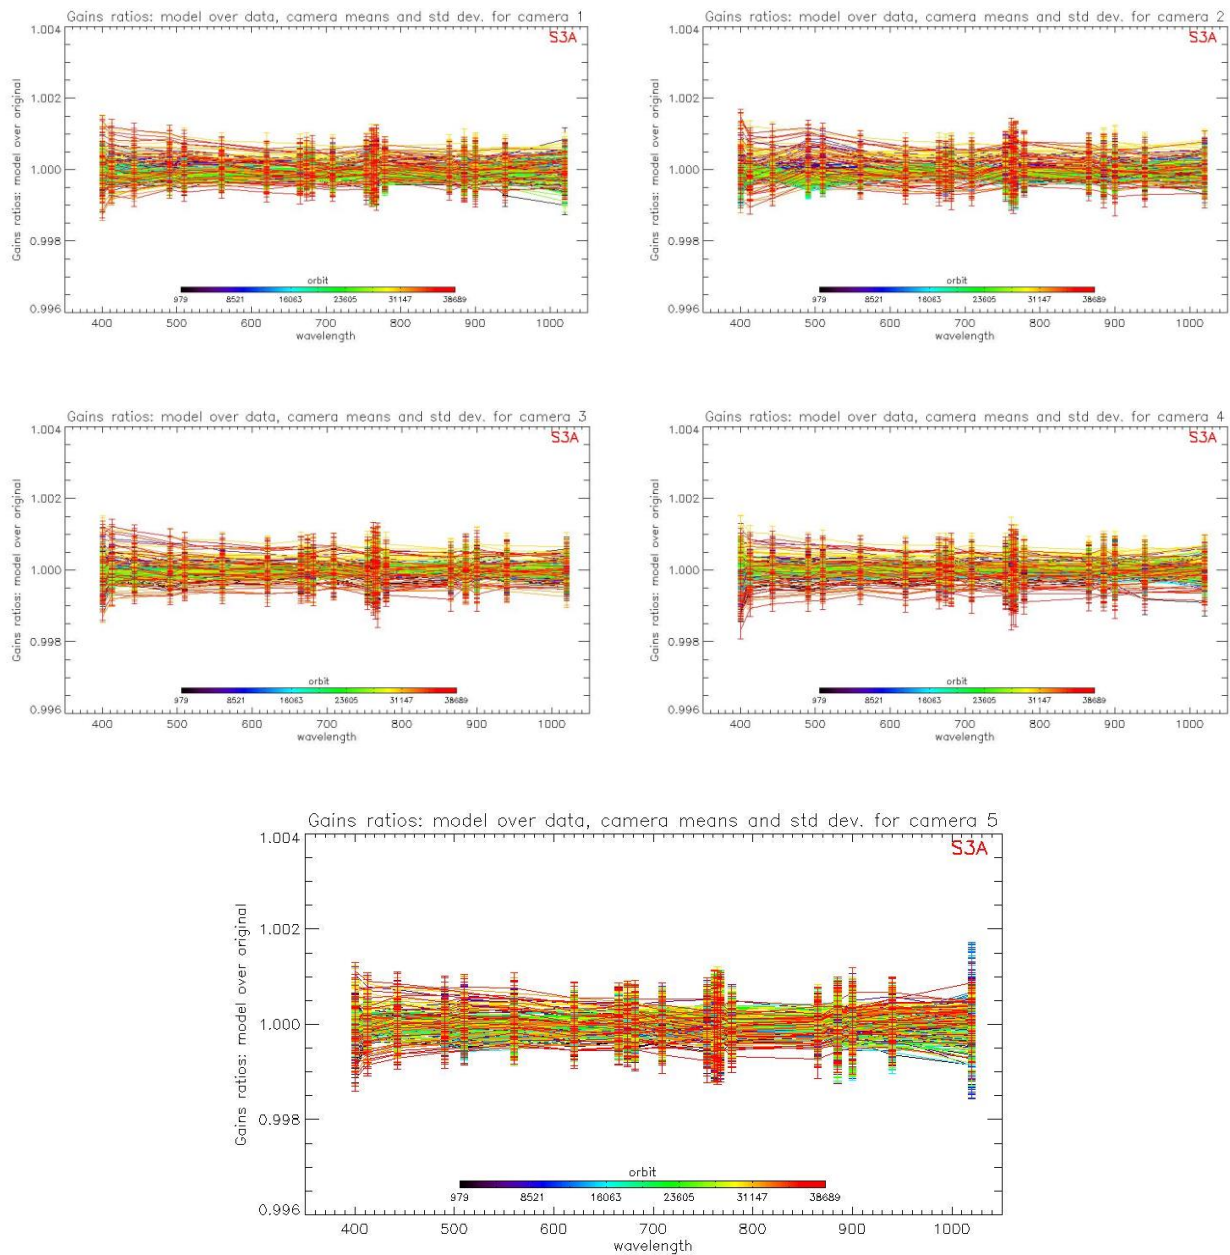 Gains ratios: model over data, camera means and std dev. for camera 1
S3A
Gains ratios: model over original
1.004
1.002
1.000
0.998
0.996
orbit
979 8521 16063 23605 31147 38689
400 500 600 700 800 900 1000
wavelength
Gains ratios: model over data, camera means and std dev. for camera 2
S3A
Gains ratios: model over original
1.004
1.002
1.000
0.998
0.996
orbit
979 8521 16063 23605 31147 38689
400 500 600 700 800 900 1000
wavelength
Gains ratios: model over data, camera means and std dev. for camera 3
S3A
Gains ratios: model over original
1.004
1.002
1.000
0.998
0.996
orbit
979 8521 16063 23605 31147 38689
400 500 600 700 800 900 1000
wavelength
Gains ratios: model over data, camera means and std dev. for camera 4
S3A
Gains ratios: model over original
1.004
1.002
1.000
0.998
0.996
orbit
979 8521 16063 23605 31147 38689
400 500 600 700 800 900 1000
wavelength
Gains ratios: model over data, camera means and std dev. for camera 5
S3A
Gains ratios: model over original
1.004
1.002
1.000
0.998
0.996
orbit
979 8521 16063 23605 31147 38689
400 500 600 700 800 900 1000
wavelength